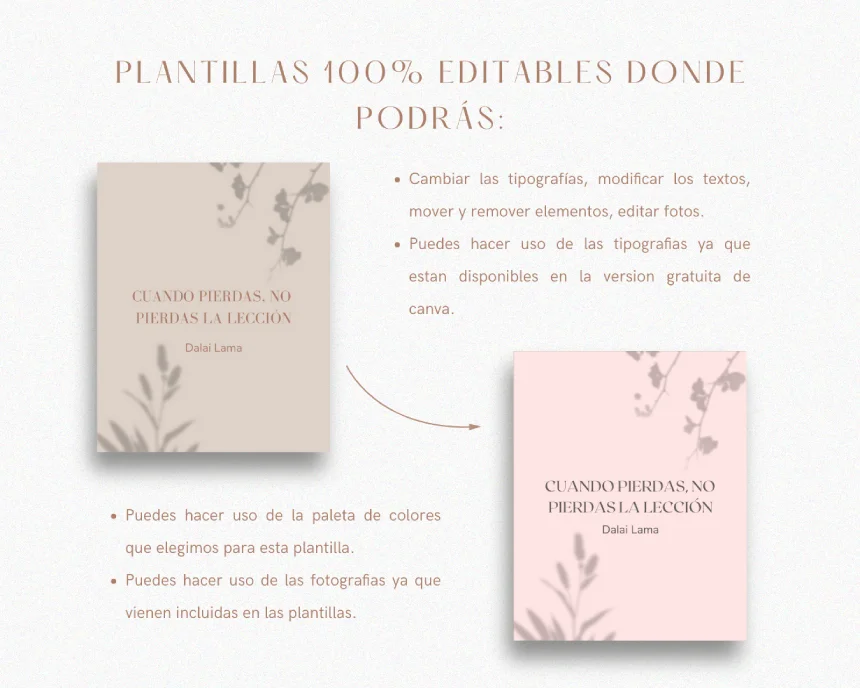 PLANTILLAS 100% EDITABLES DONDE
PODRÁS:
• Cambiar las tipografías, modificar los textos,
mover y remover elementos, editar fotos.
• Puedes hacer uso de las tipografias ya que
estan disponibles en la version gratuita de
canva.
CUANDO PIERDAS, NO
PIERDAS LA LECCIÓN
Dalai Lama
CUANDO PIERDAS, NO
PIERDAS LA LECCIÓN
Dalai Lama
• Puedes hacer uso de la paleta de colores
que elegimos para esta plantilla.
• Puedes hacer uso de las fotografias ya que
vienen incluidas en las plantillas.